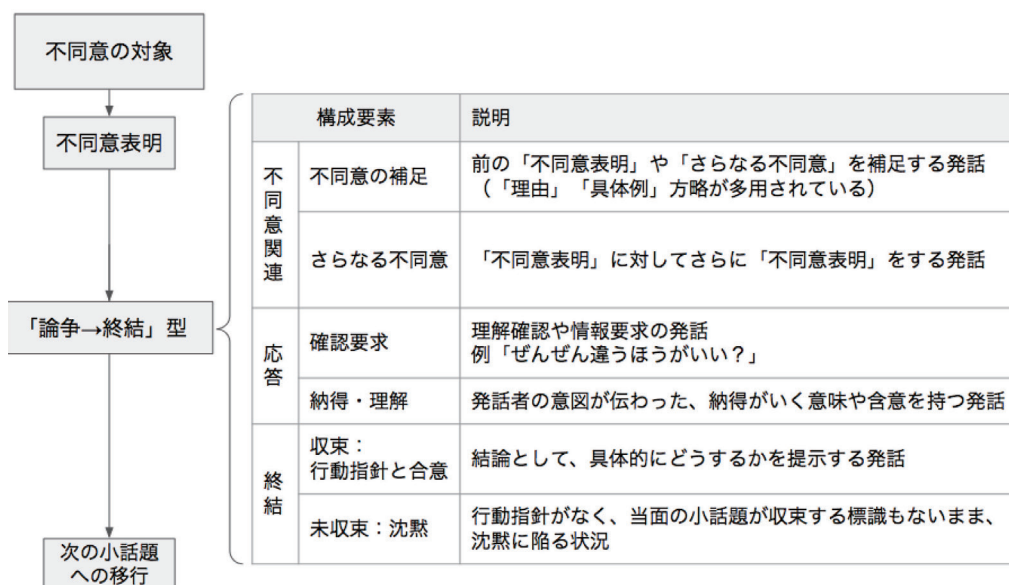 不同意の対象
不同意表明
「論争→終結」型
次の小話題
への移行
構成要素 説明
不同意関連
不同意の補足
前の「不同意表明」や「さらなる不同意」を補足する発話
（「理由」「具体例」方略が多用されている）
さらなる不同意
「不同意表明」に対してさらに「不同意表明」をする発話
応答
確認要求
理解確認や情報要求の発話
例「ぜんぜん違うほうがいい？」
納得・理解
発話者の意図が伝わった、納得がいく意味や含意を持つ発話
終結
収束：
行動指針と合意
結論として、具体的にどうするかを提示する発話
未収束：沈黙
行動指針がなく、当面の小話題が収束する標識もないまま、
沈黙に陥る状況